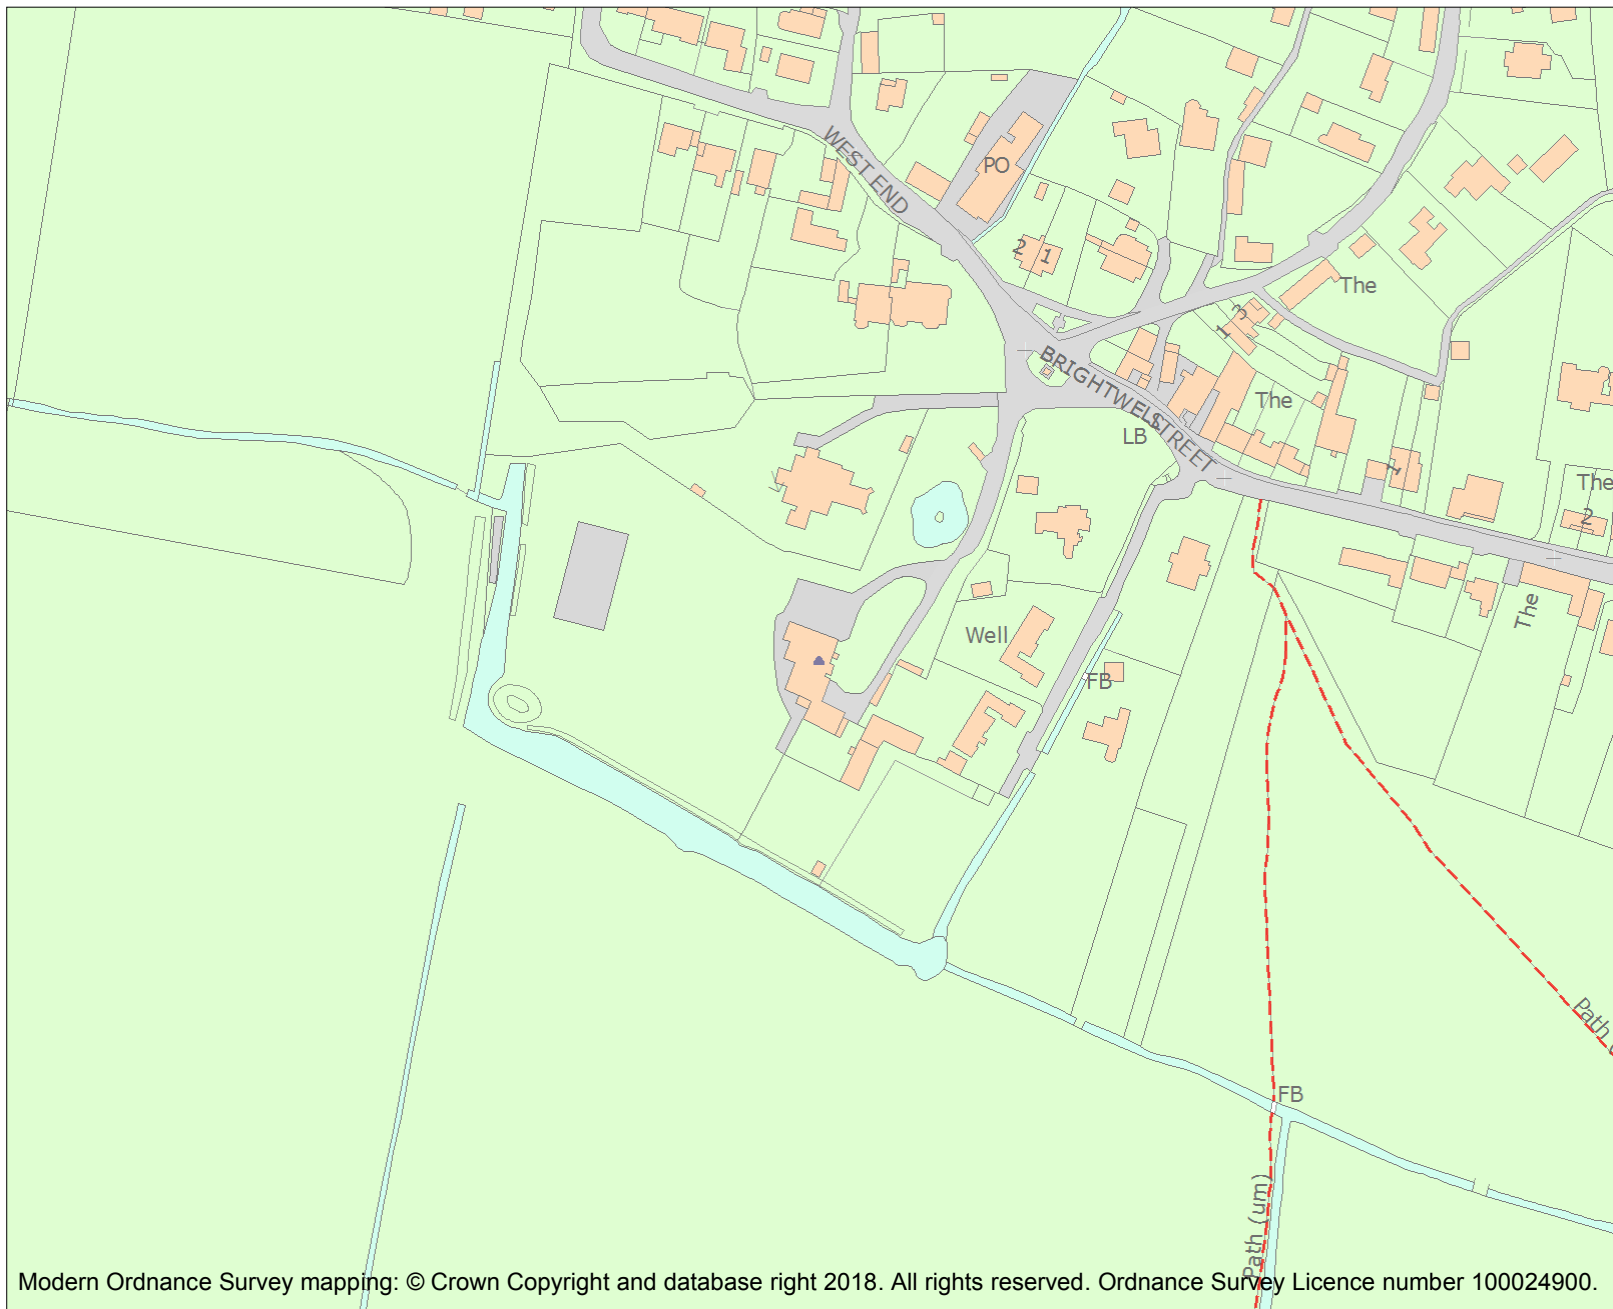 WEST END
PO
2
1
The
3
1
BRIGHTWELL
STREET
The
LB
1
The
2
Well
The
FB
Path
FB
Path (um)
Modern Ordnance Survey mapping: © Crown Copyright and database right 2018. All rights reserved. Ordnance Survey Licence number 100024900.